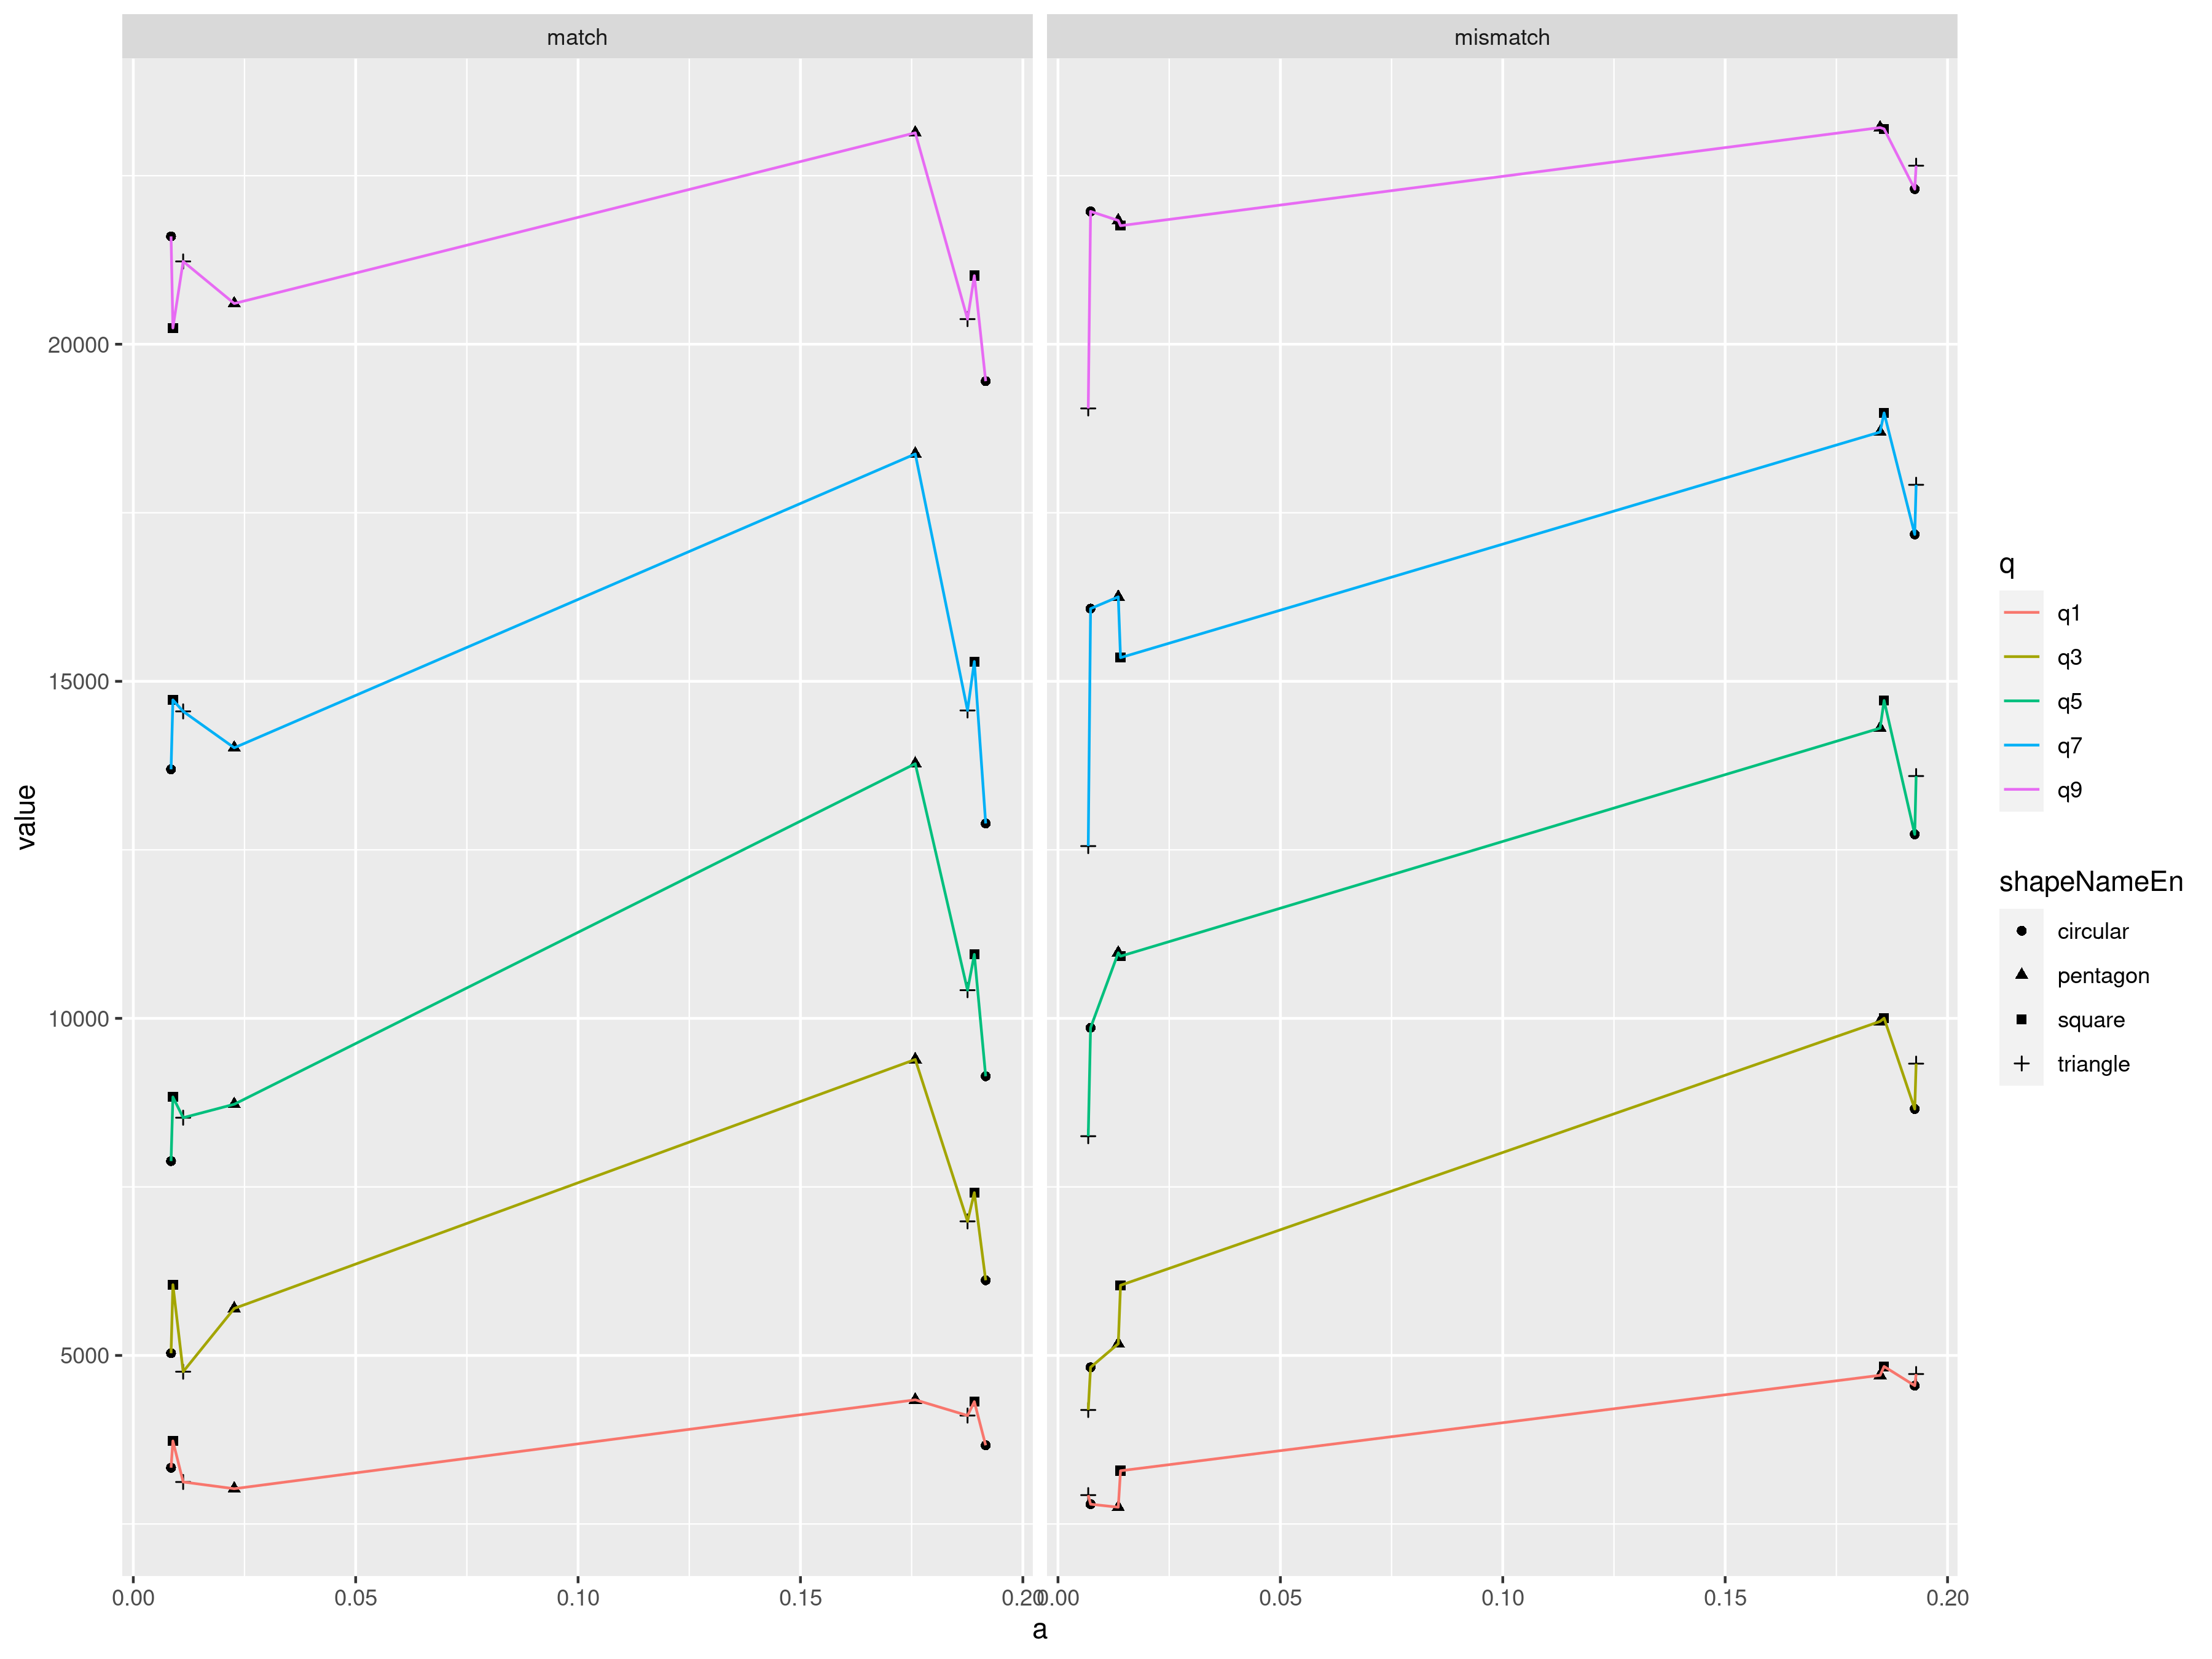 match
mismatch
20000
15000
10000
5000
value
0.00
0.05
0.10
0.15
0.20
0.00
0.05
0.10
0.15
0.20
a
q
q1
q3
q5
q7
q9
shapeNameEn
circular
pentagon
square
triangle